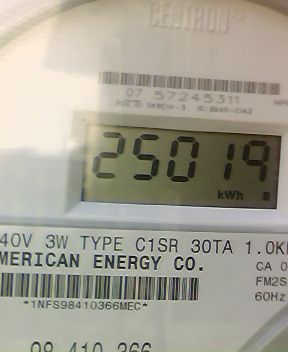 CENTRON
07 57245311
25019
kWh
40V 3W TYPE C1SR 30TA 1.0K
MERICAN ENERGY CO.
CA 0
FM2S
60Hz
*1NFS98410366MEC*
98 410 366